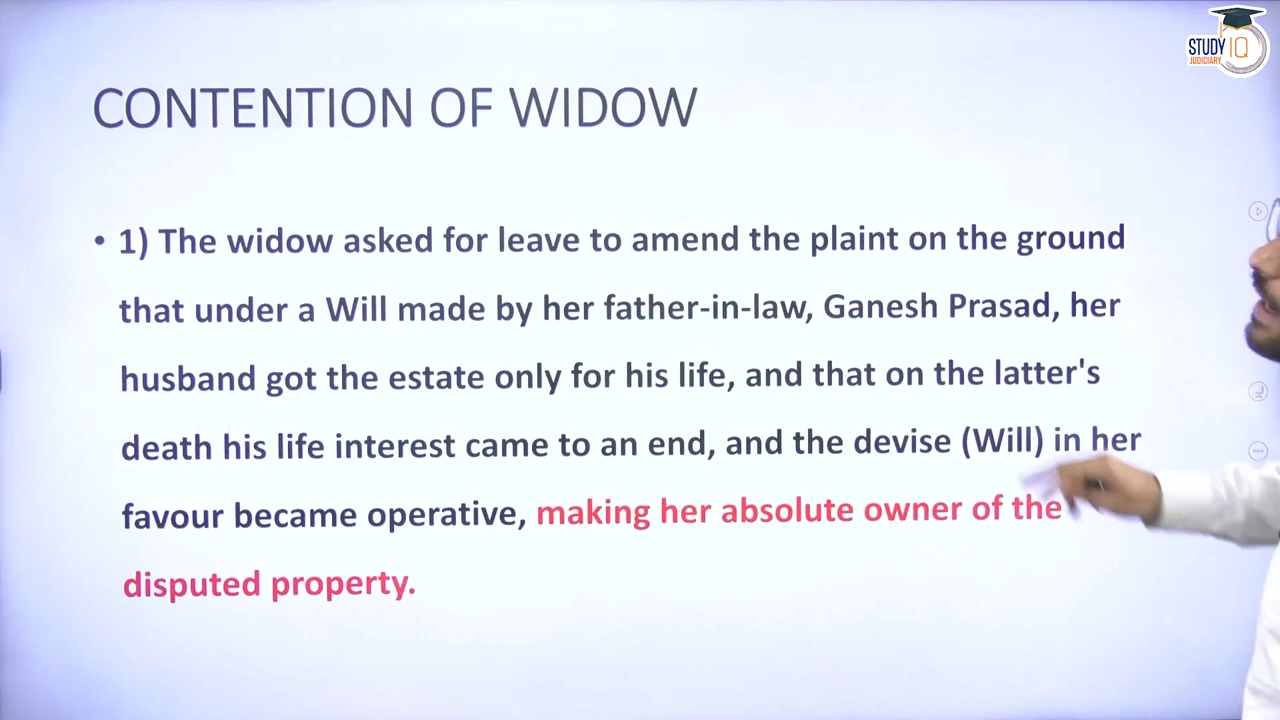 STUDY IQ
JUDICIARY
CONTENTION OF WIDOW
• 1) The widow asked for leave to amend the plaint on the ground
that under a Will made by her father-in-law, Ganesh Prasad, her
husband got the estate only for his life, and that on the latter's
death his life interest came to an end, and the devise (Will) in her
favour became operative, making her absolute owner of the
disputed property.